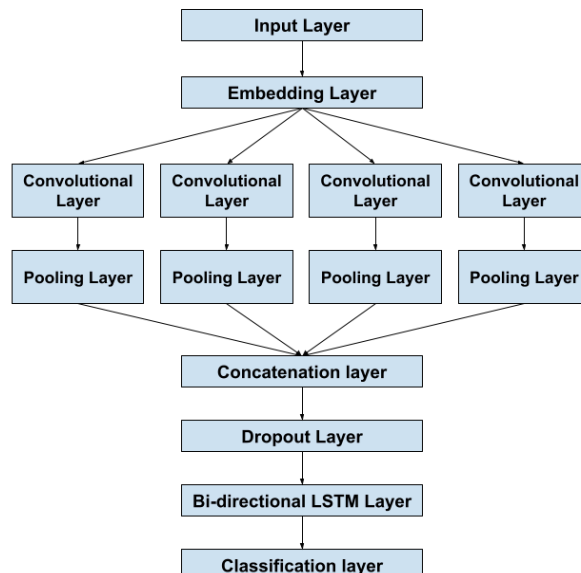 Input Layer
Embedding Layer
Convolutional
Layer
Convolutional
Layer
Convolutional
Layer
Convolutional
Layer
Pooling Layer
Pooling Layer
Pooling Layer
Pooling Layer
Concatenation layer
Dropout Layer
Bi-directional LSTM Layer
Classification layer